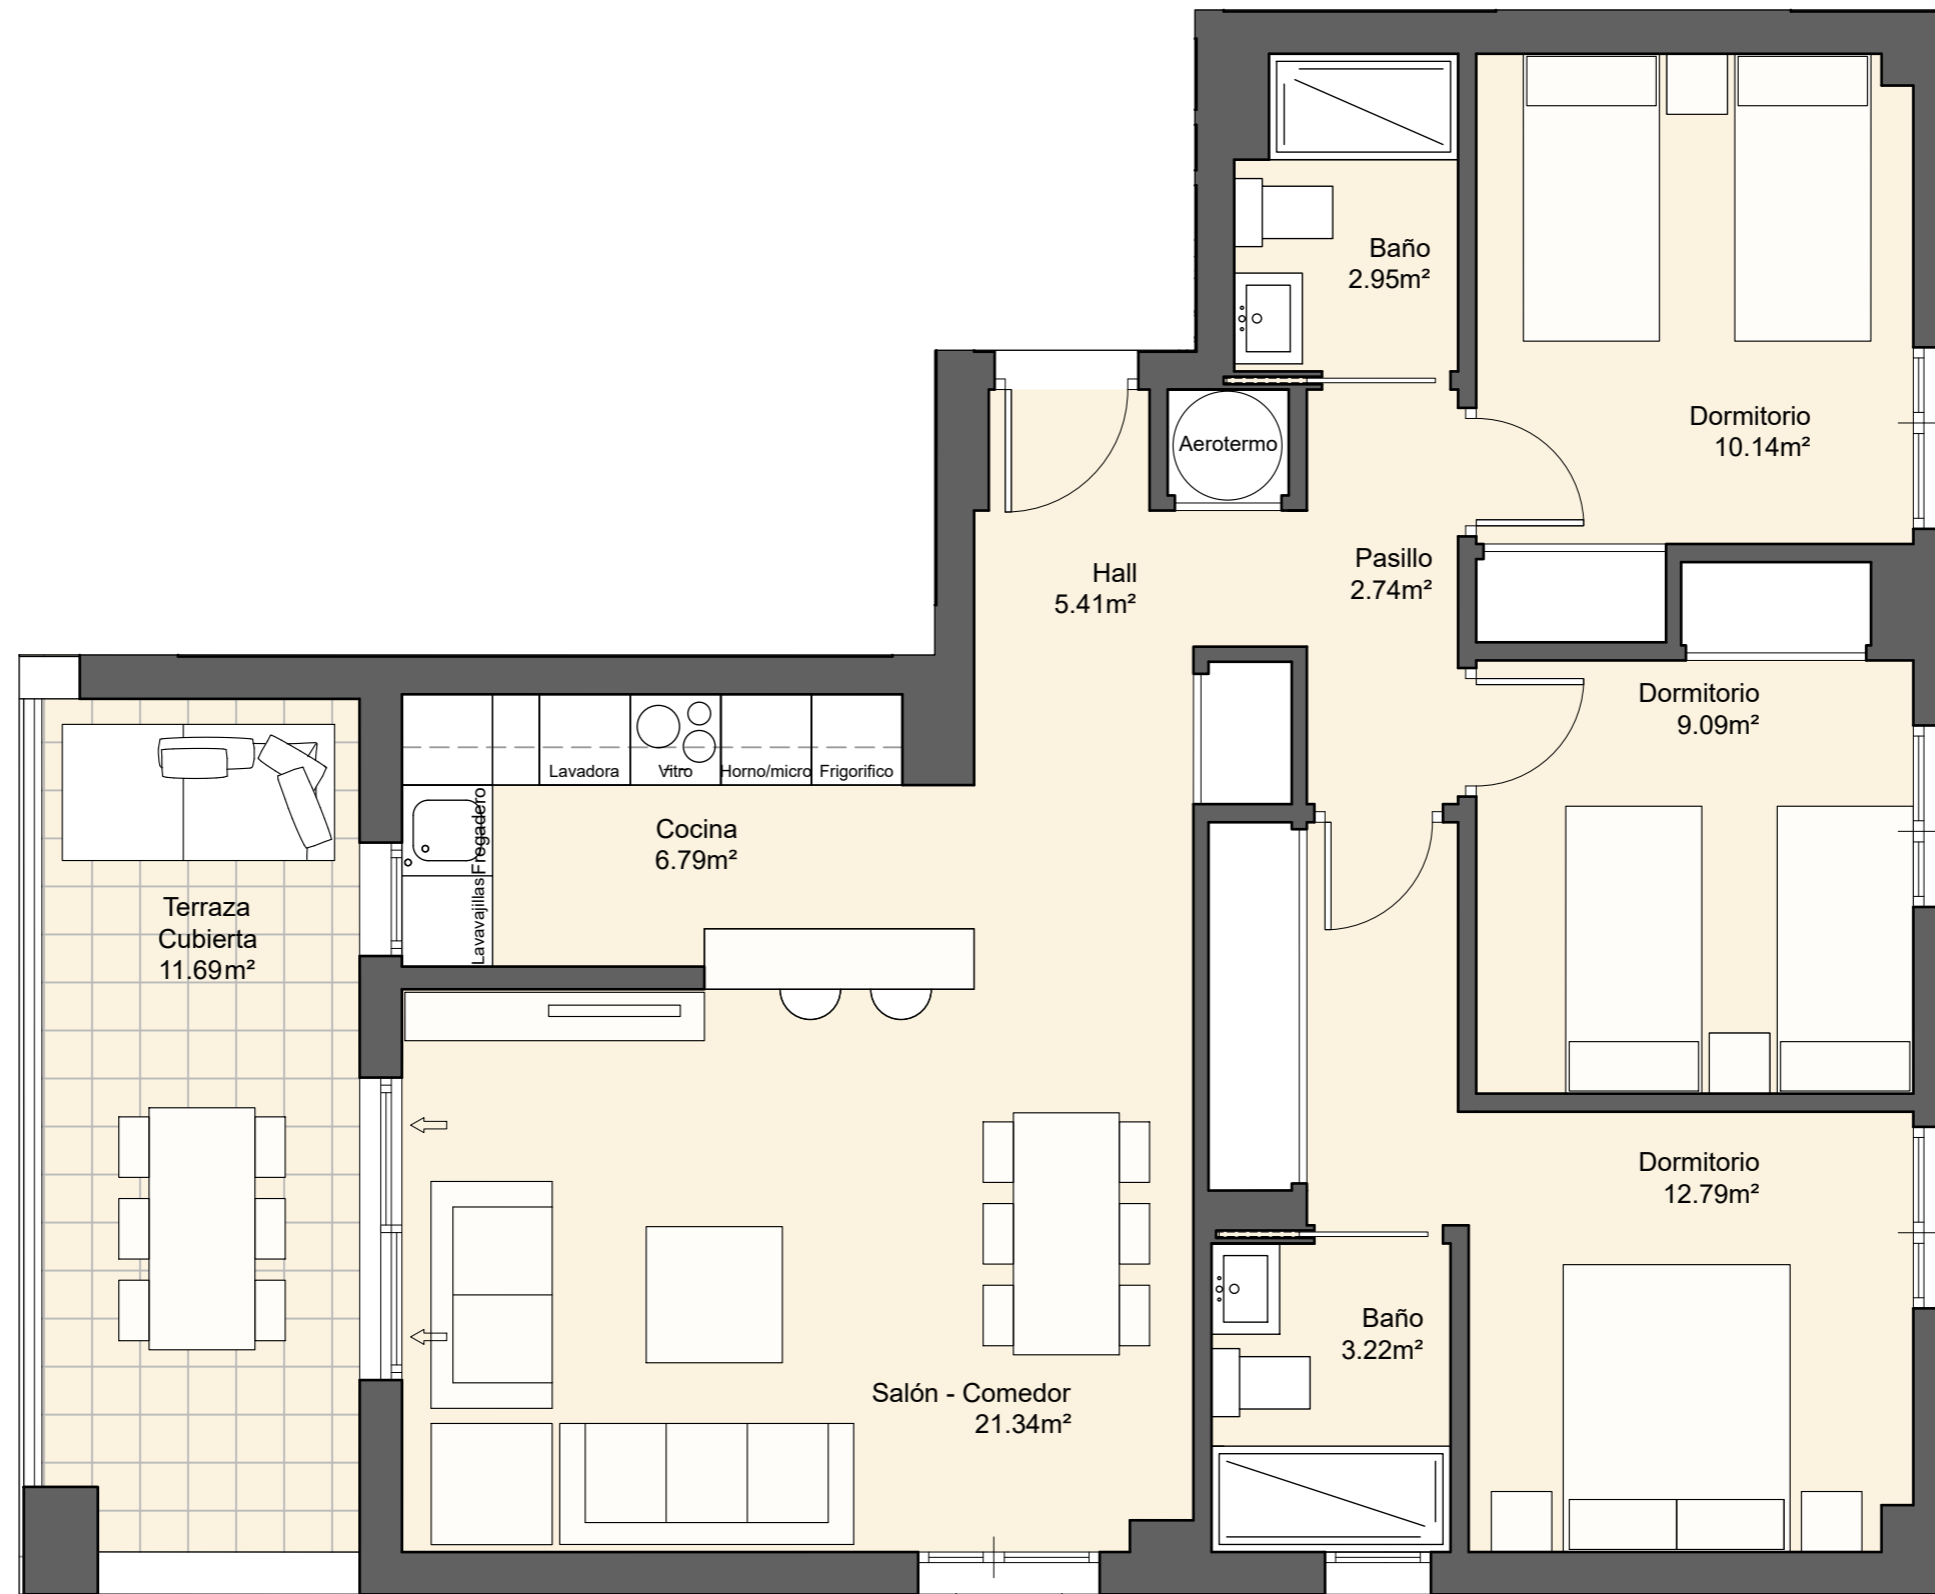 Baño
2.95m²
Dormitorio
10.14m²
Aerotermo
Hall
5.41m²
Pasillo
2.74m²
Dormitorio
9.09m²
Lavadora
Vitro
Horno/micro
Frigorifico
Fregadero
Lavavajillas
Cocina
6.79m²
Terraza
Cubierta
11.69m²
Dormitorio
12.79m²
Baño
3.22m²
Salón - Comedor
21.34m²